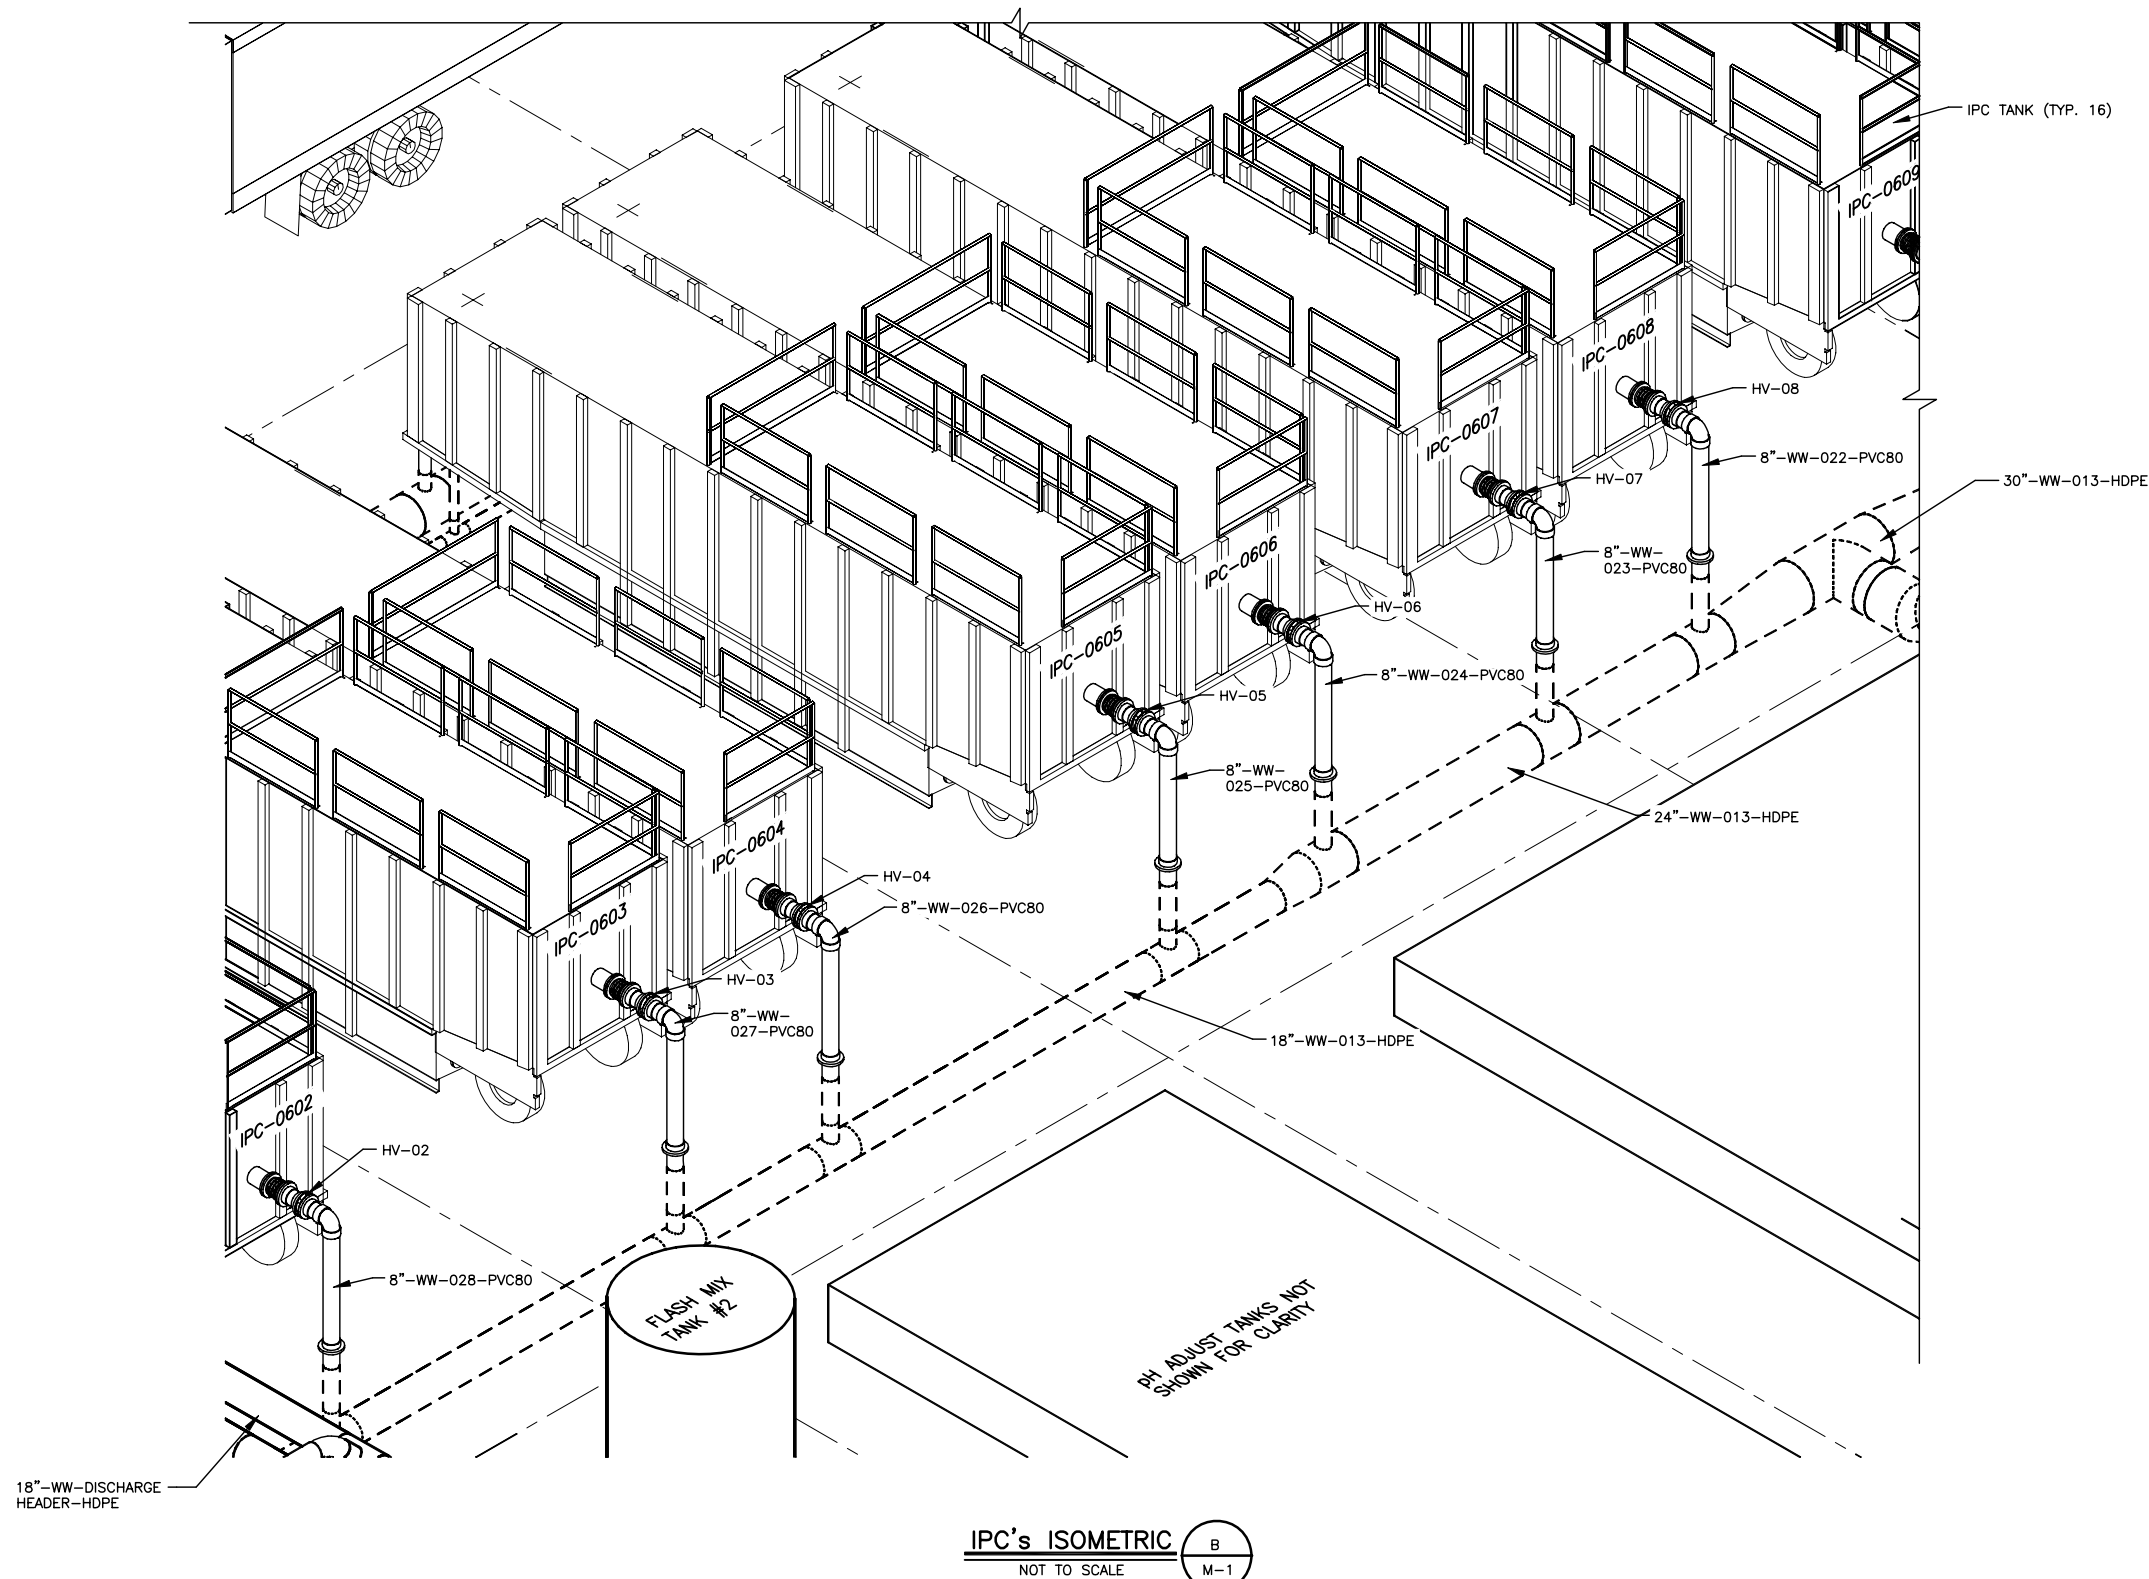 IPC TANK (TYP. 16)
IPC-0609
IPC-0608
HV-08
IPC-0607
8"-WW-022-PVC80
HV-07
30"-WW-013-HDPE
8"-WW-
023-PVC80
IPC-0606
HV-06
IPC-0605
8"-WW-024-PVC80
HV-05
8"-WW-
025-PVC80
24"-WW-013-HDPE
IPC-0604
HV-04
8"-WW-026-PVC80
IPC-0603
HV-03
8"-WW-
027-PVC80
18"-WW-013-HDPE
IPC-0602
HV-02
8"-WW-028-PVC80
FLASH MIX
TANK #2
pH ADJUST TANKS NOT
SHOWN FOR CLARITY
18"-WW-DISCHARGE
HEADER-HDPE
IPC's ISOMETRIC
NOT TO SCALE
B
M-1